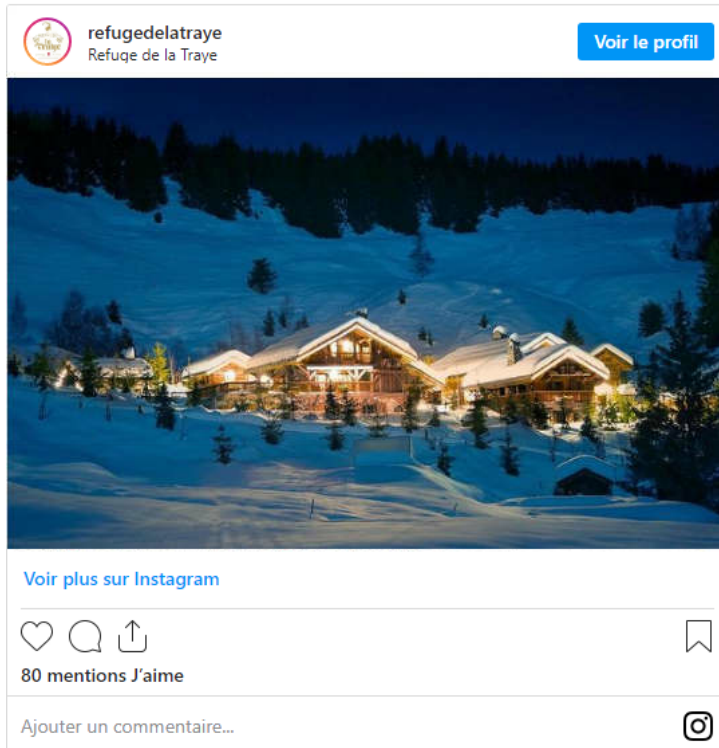 refugedelatraye
Refuge de la Traye
Voir le profil
Voir plus sur Instagram
80 mentions J’aime
Ajouter un commentaire...